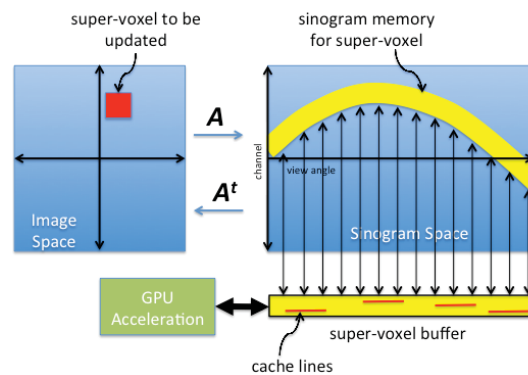 super-voxel to be
updated
sinogram memory
for super-voxel
A
channel
view angle
Aᵗ
Image
Space
Sinogram Space
GPU
Acceleration
super-voxel buffer
cache lines